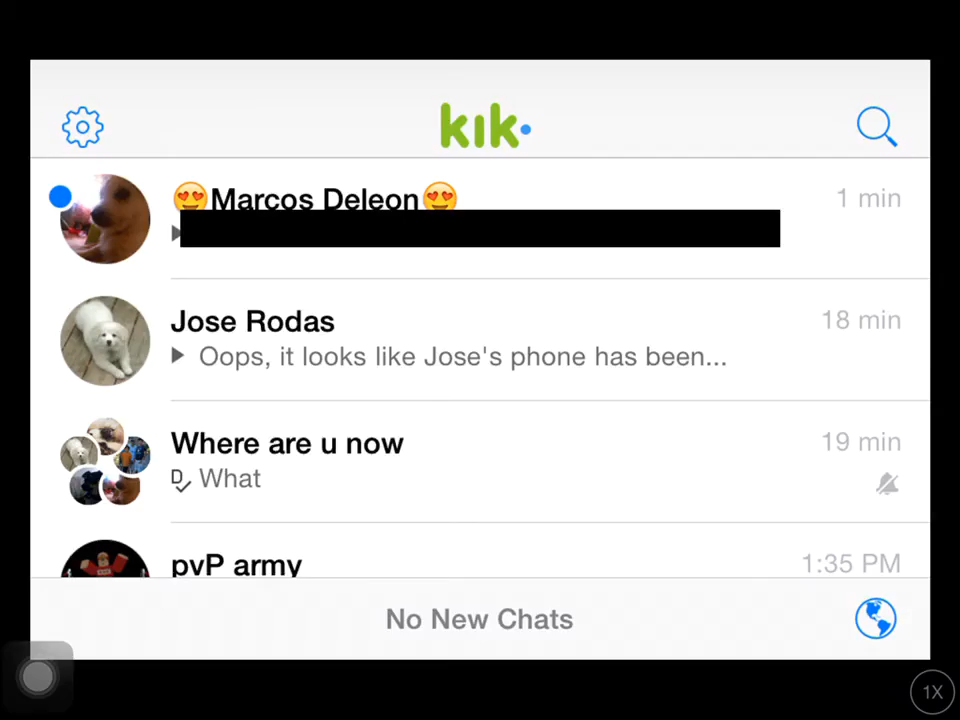 kik.
😍Marcos Deleon😍
1 min
Jose Rodas
18 min
Oops, it looks like Jose's phone has been...
Where are u now
19 min
D What
pvP army
1:35 PM
No New Chats
1X